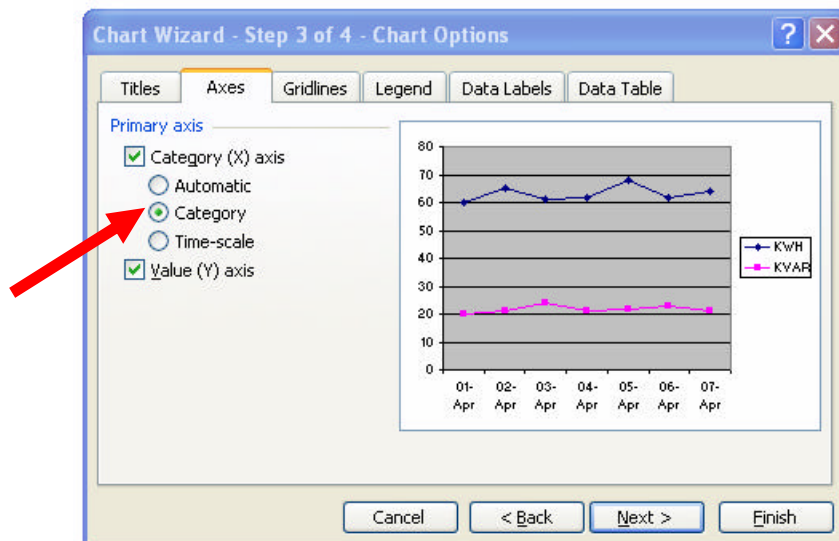 Chart Wizard - Step 3 of 4 - Chart Options
Titles Axes Gridlines Legend Data Labels Data Table
Primary axis
Category (X) axis
Automatic
Category
Time-scale
Value (Y) axis
80
70
60
50
40
30
20
10
0
01- 02- 03- 04- 05- 06- 07-
Apr Apr Apr Apr Apr Apr Apr
KWH
KVAR
Cancel < Back Next > Finish